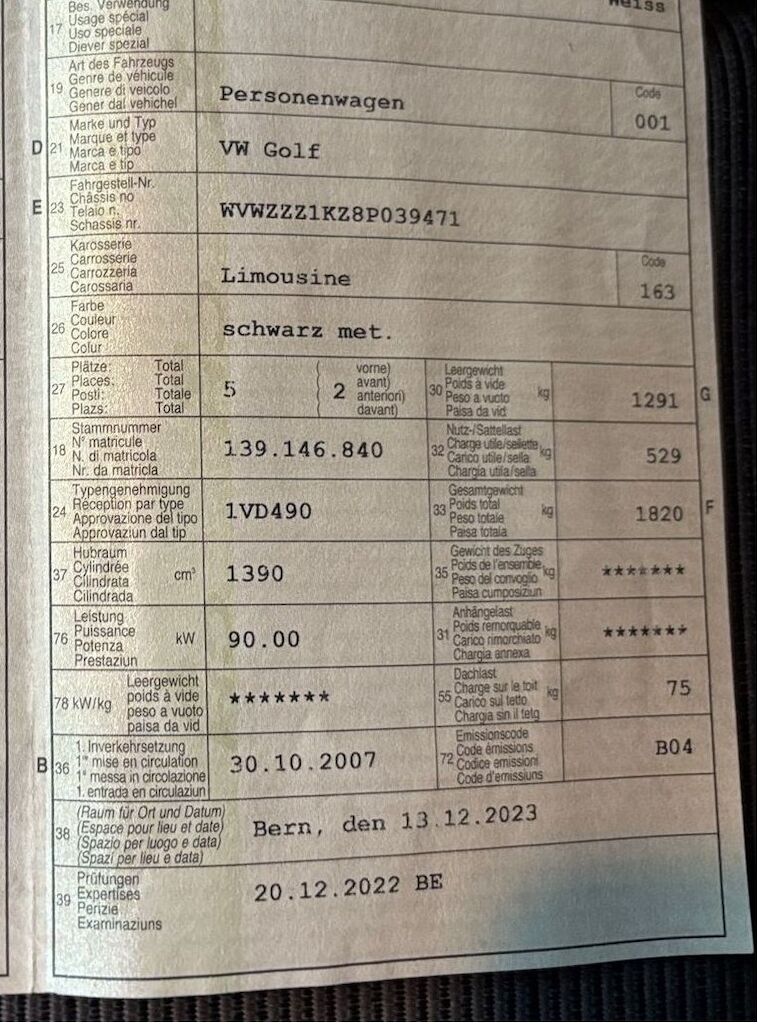 Bes. Verwendung
17 Usage spécial
Uso speciale
Diever spezial
Weiss
Art des Fahrzeugs
19 Genre de véhicule
Genere di veicolo
Gener dal vehichel
Personenwagen
Code
001
Marke und Typ
D 21 Marque et type
Marca e tipo
Marca e tip
VW Golf
Fahrgestell-Nr.
E 23 Châssis no
Telaio n.
Schassis nr.
WVWZZZ1KZ8P039471
Karosserie
25 Carrosserie
Carrozzeria
Carossaria
Limousine
Code
163
Farbe
26 Couleur
Colore
Colur
schwarz met.
Plätze: Total
27 Places: Total
Posti: Totale
Plazs: Total
5
( vorne)
( 2 avant)
( anteriori)
( davant)
Leergewicht
30 Poids à vide kg
Peso a vuoto
Paisa da vid
1291 G
Stammnummer
18 N° matricule
N. di matricola
Nr. da matricla
139.146.840
Nutz-/Sattellast
32 Charge utile/sellette kg
Carico utile/sella
Chargia utila/sella
529
Typengenehmigung
24 Réception par type
Approvazione del tipo
Approvaziun dal tip
1VD490
Gesamtgewicht
33 Poids total kg
Peso totale
Paisa totala
1820 F
Hubraum
37 Cylindrée cm³
Cilindrata
Cilindrada
1390
Gewicht des Zuges
35 Poids de l'ensemble kg
Peso del convoglio
Paisa cumposiziun
*******
Leistung
76 Puissance kW
Potenza
Prestaziun
90.00
Anhängelast
31 Poids remorquable kg
Carico rimorchiato
Chargia annexa
*******
Leergewicht
78 kW/kg poids à vide
peso a vuoto
paisa da vid
*******
Dachlast
55 Charge sur le toit kg
Carico sul tetto
Chargia sin il tetg
75
1. Inverkehrsetzung
B 36 1re mise en circulation
1a messa in circolazione
1. entrada en circulaziun
30.10.2007
Emissionscode
72 Code émissions
Codice emissioni
Code d'emissiuns
B04
(Raum für Ort und Datum)
38 (Espace pour lieu et date)
(Spazio per luogo e data)
(Spazi per lieu e data)
Bern, den 13.12.2023
Prüfungen
39 Expertises
Perizie
Examinaziuns
20.12.2022 BE